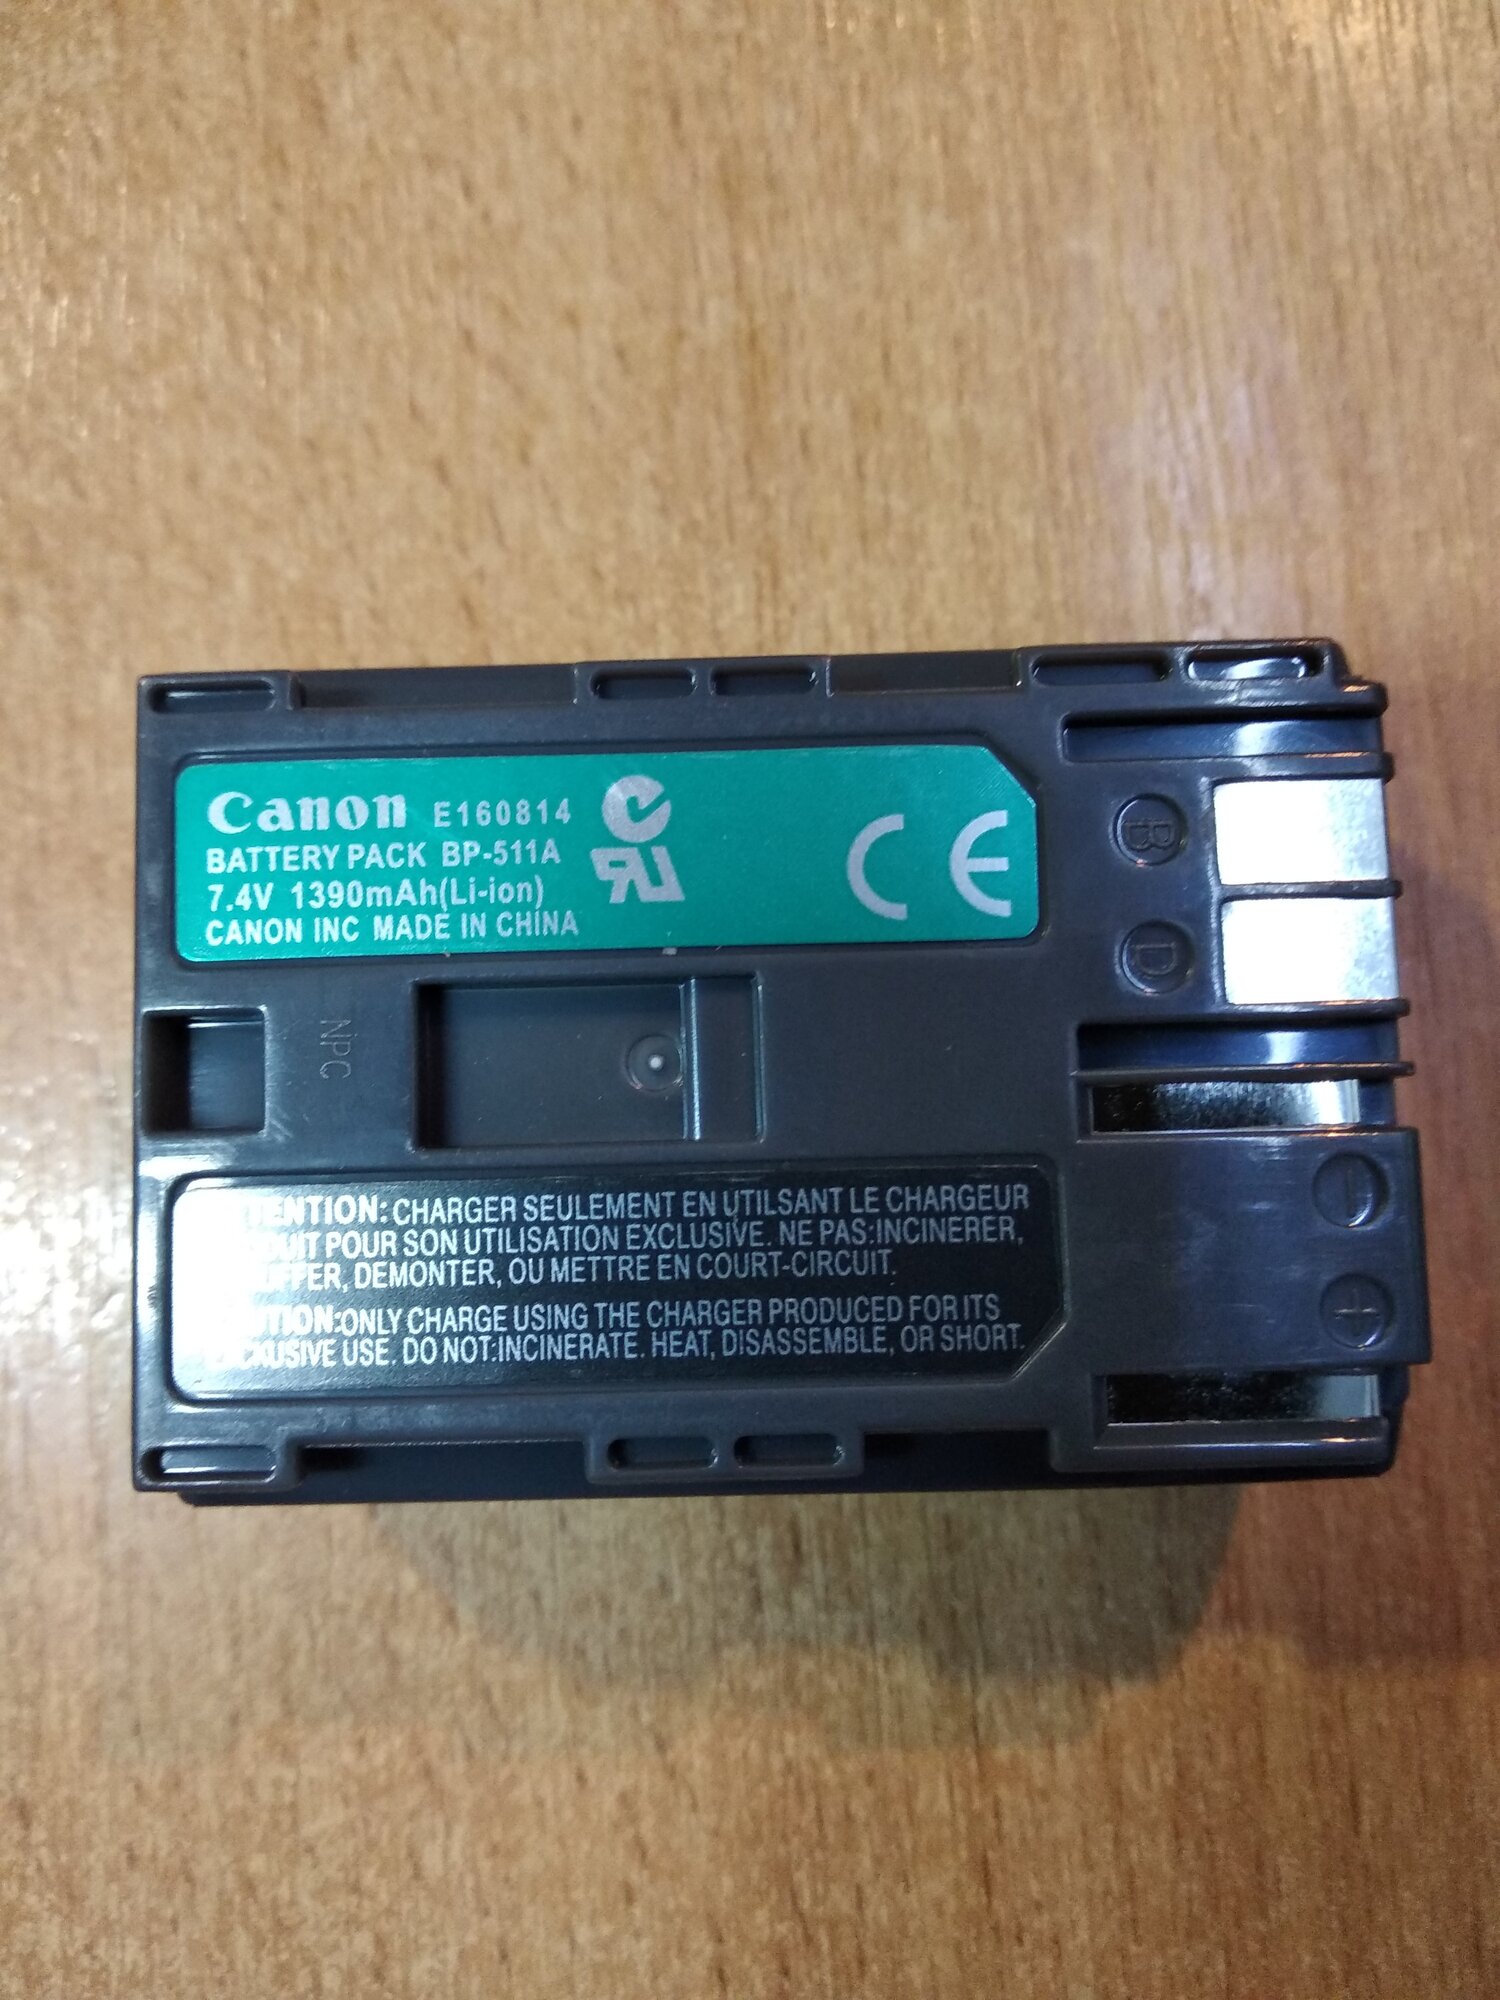 Canon E160814
BATTERY PACK BP-511A
7.4V 1390mAh(Li-ion)
CANON INC MADE IN CHINA
CE
B
D
NPC
CHARGER SEULEMENT EN UTILSANT LE CHARGEUR
POUR SON UTILISATION EXCLUSIVE. NE PAS:INCINERER,
DEMONTER, OU METTRE EN COURT-CIRCUIT.
ONLY CHARGE USING THE CHARGER PRODUCED FOR ITS
USE. DO NOT:INCINERATE. HEAT, DISASSEMBLE, OR SHORT.
-
+